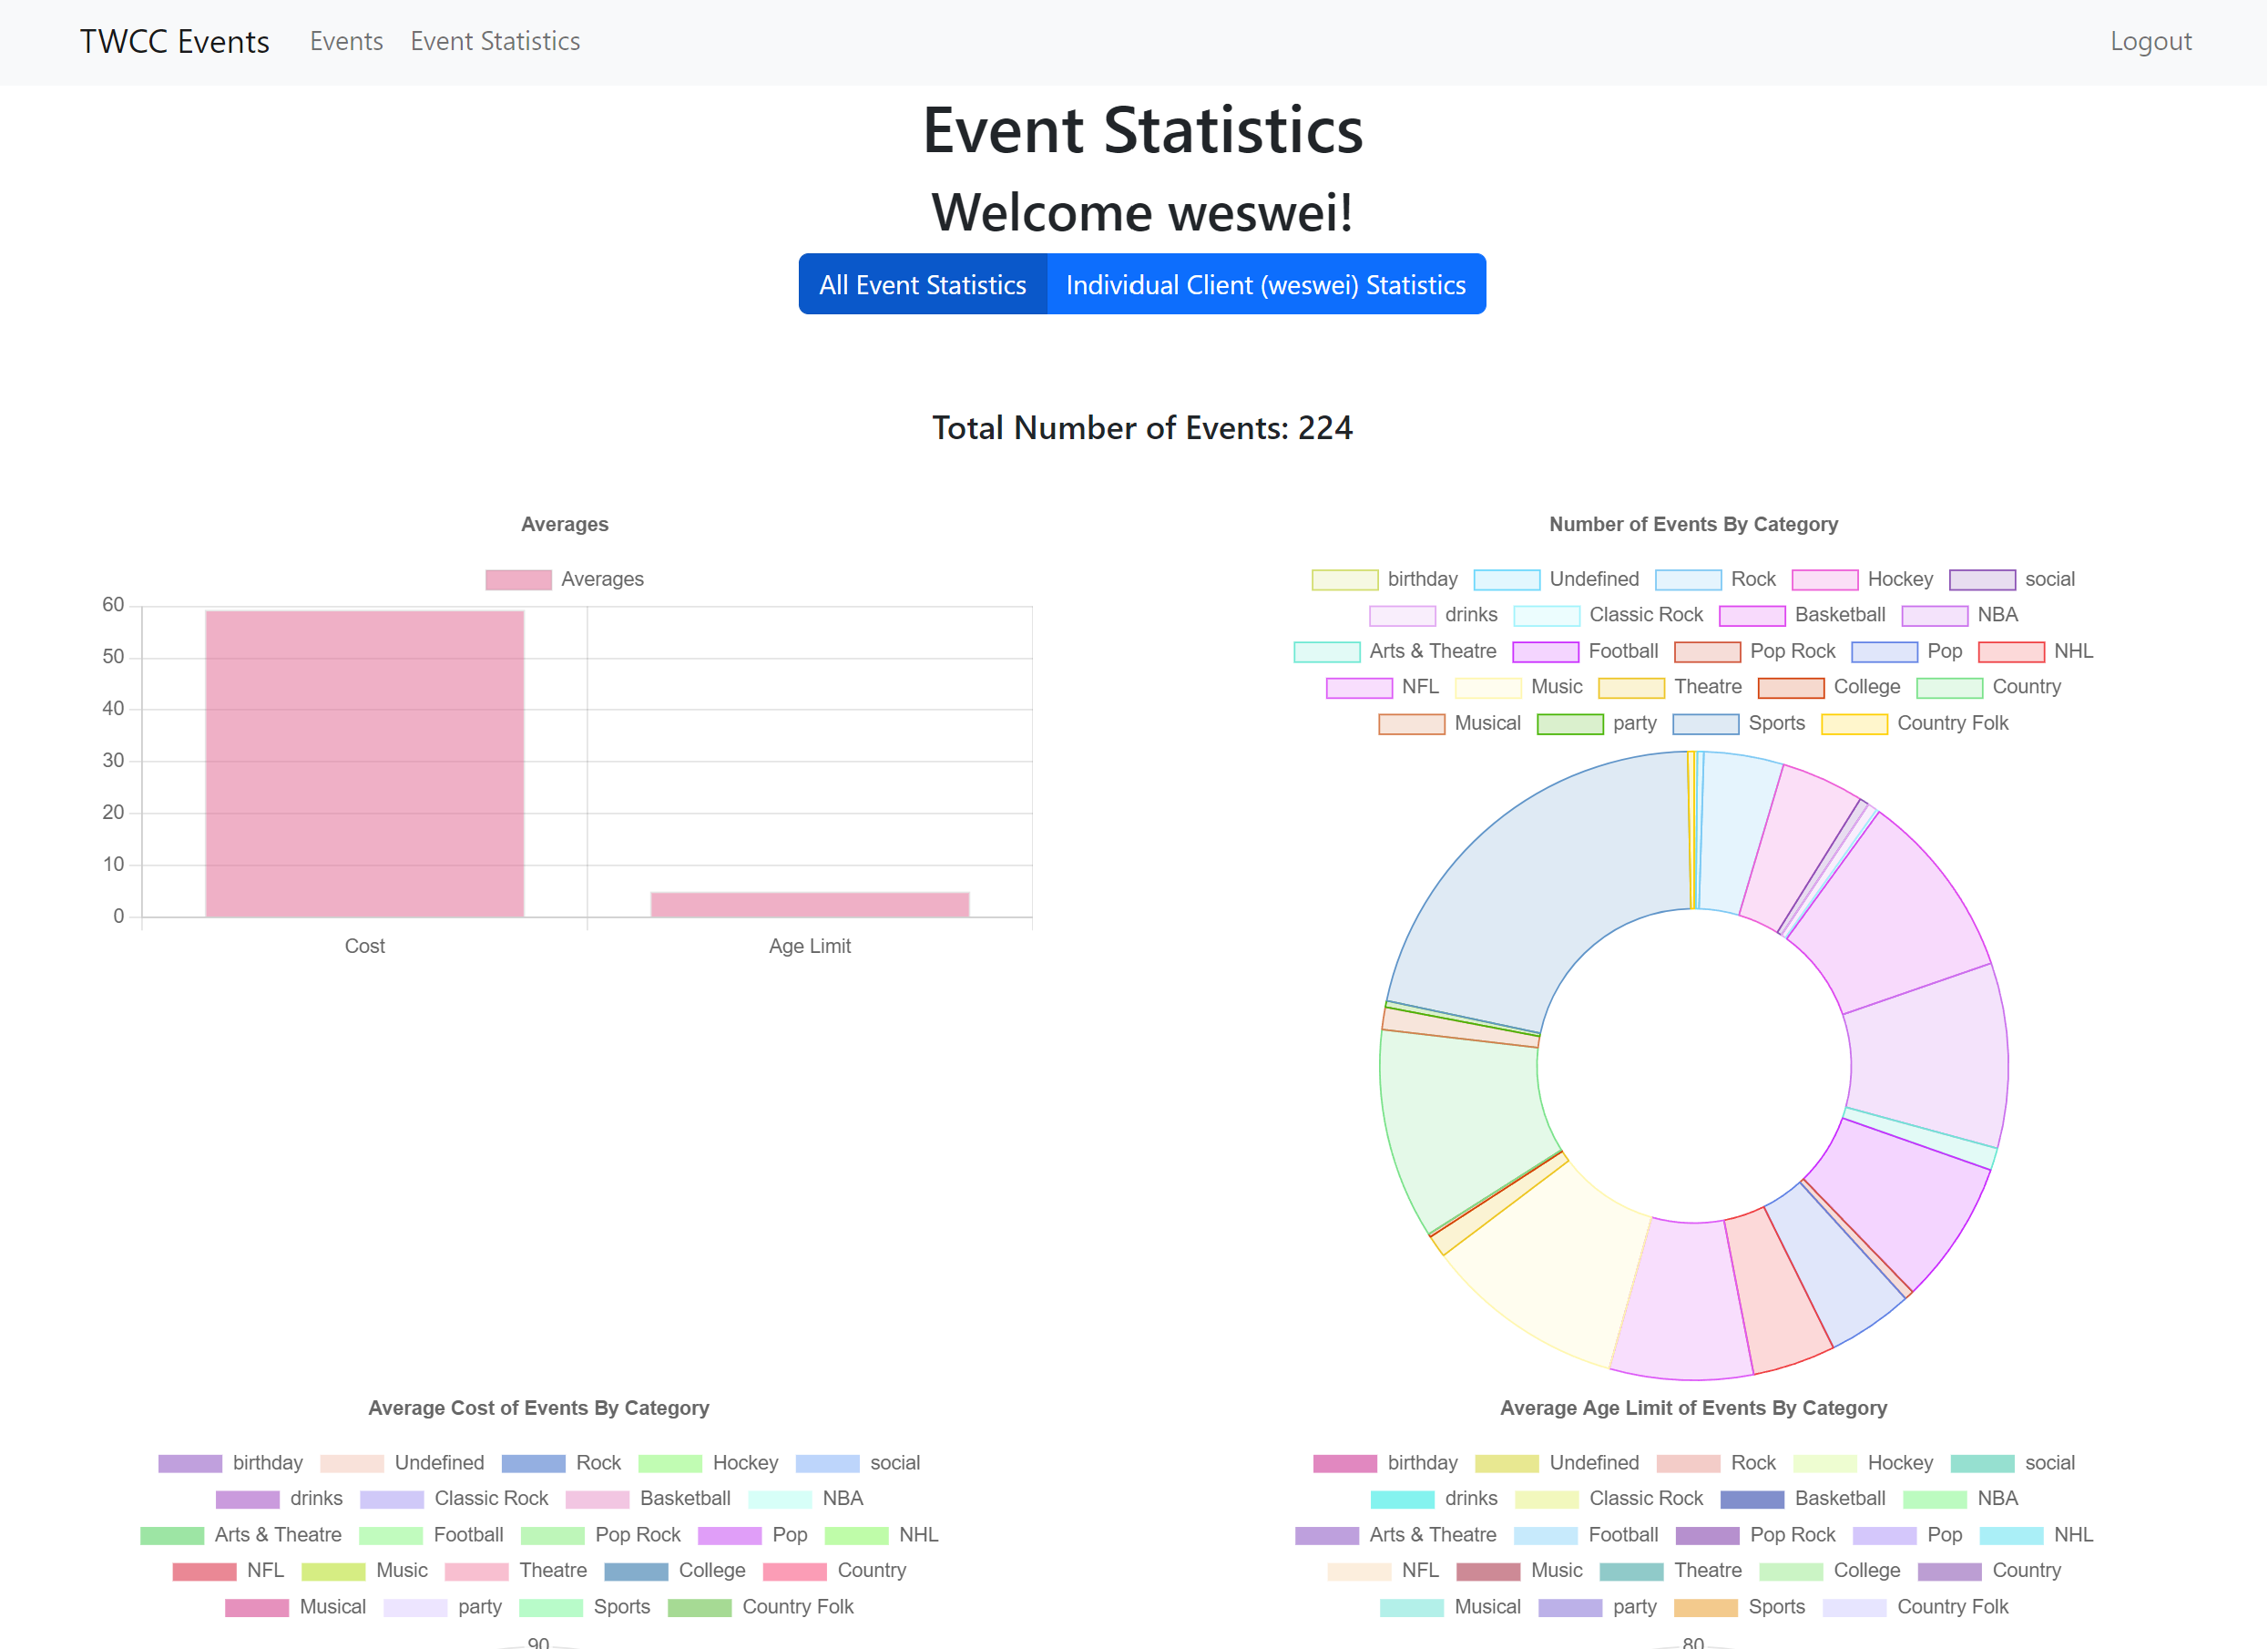 TWCC Events Events Event Statistics Logout
Event Statistics
Welcome weswei!
All Event Statistics Individual Client (weswei) Statistics
Total Number of Events: 224
Averages
Averages
60
50
40
30
20
10
0
Cost Age Limit
Number of Events By Category
birthday Undefined Rock Hockey social
drinks Classic Rock Basketball NBA
Arts & Theatre Football Pop Rock Pop NHL
NFL Music Theatre College Country
Musical party Sports Country Folk
Average Cost of Events By Category
birthday Undefined Rock Hockey social
drinks Classic Rock Basketball NBA
Arts & Theatre Football Pop Rock Pop NHL
NFL Music Theatre College Country
Musical party Sports Country Folk
90
Average Age Limit of Events By Category
birthday Undefined Rock Hockey social
drinks Classic Rock Basketball NBA
Arts & Theatre Football Pop Rock Pop NHL
NFL Music Theatre College Country
Musical party Sports Country Folk
80